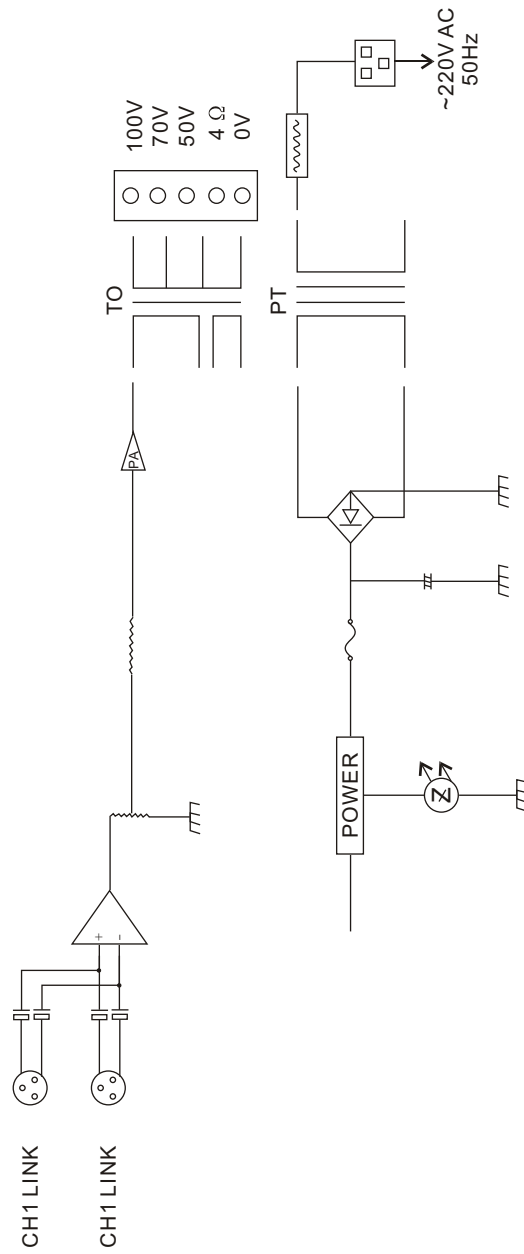 CH1 LINK
CH1 LINK
+
-
PA
TO
100V
70V
50V
4 Ω
0V
PT
POWER
~220V AC
50Hz